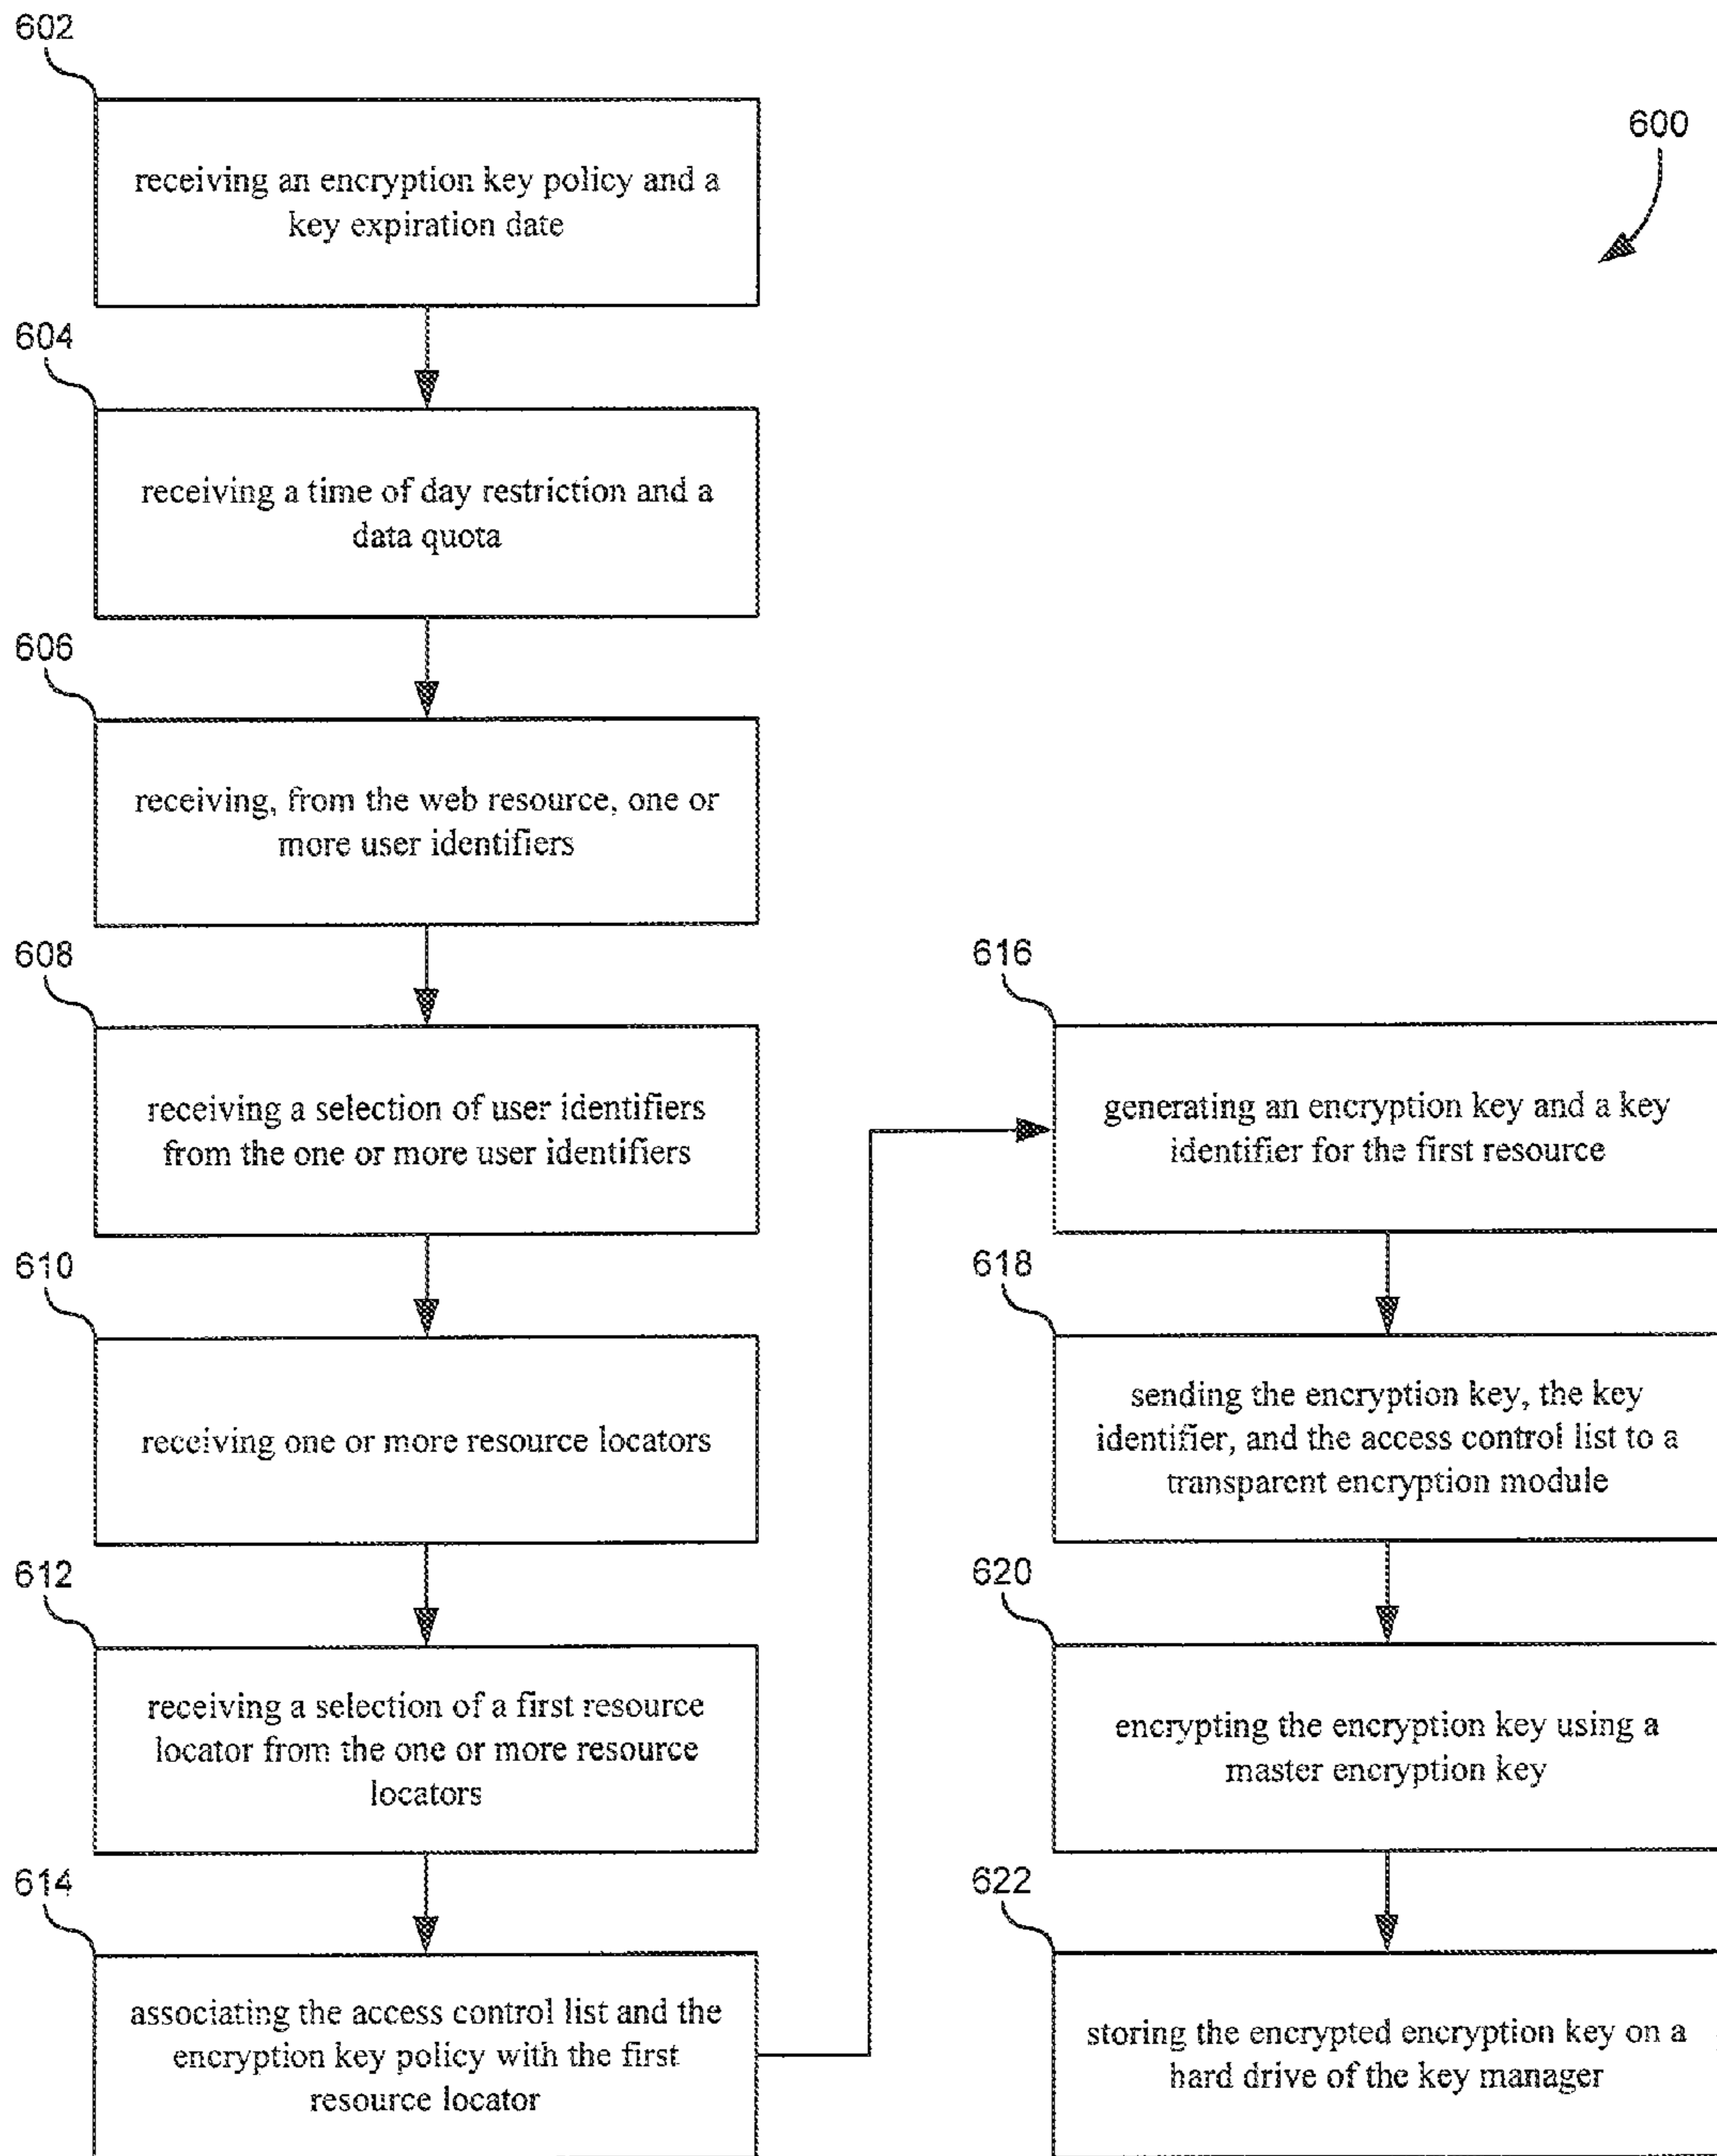 602
receiving an encryption key policy and a
key expiration date
600
604
receiving a time of day restriction and a
data quota
606
receiving, from the web resource, one or
more user identifiers
608
receiving a selection of user identifiers
from the one or more user identifiers
610
receiving one or more resource locators
612
receiving a selection of a first resource
locator from the one or more resource
locators
614
associating the access control list and the
encryption key policy with the first
resource locator
616
generating an encryption key and a key
identifier for the first resource
618
sending the encryption key, the key
identifier, and the access control list to a
transparent encryption module
620
encrypting the encryption key using a
master encryption key
622
storing the encrypted encryption key on a
hard drive of the key manager